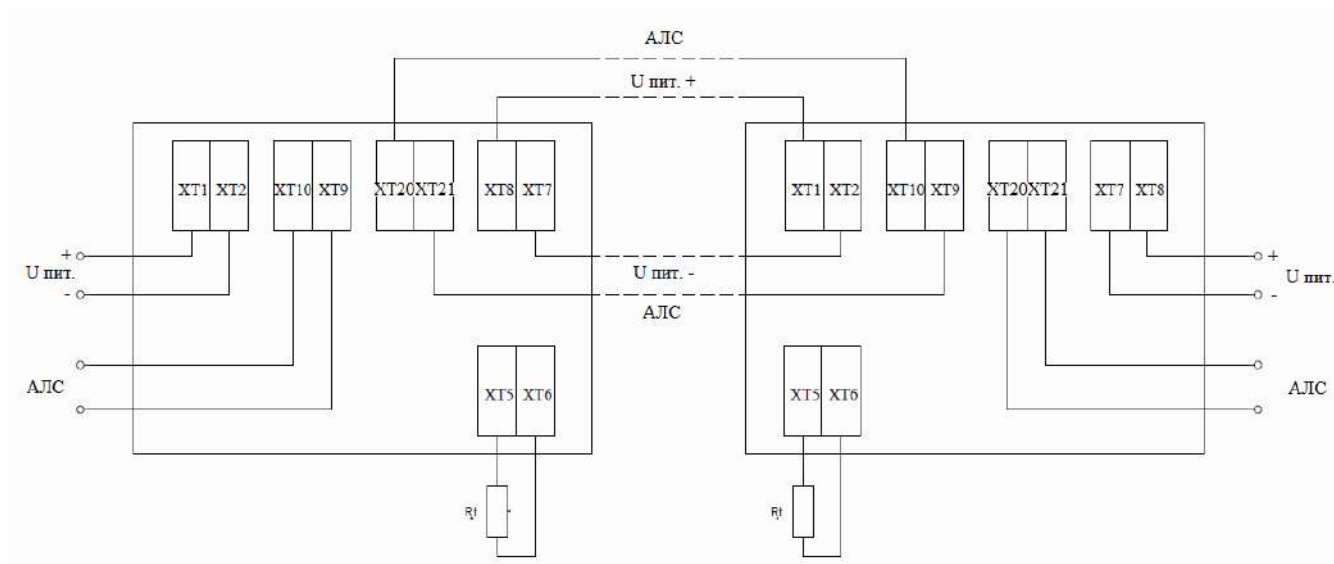 АЛС
U пит. +
XT1 XT2 XT10 XT9 XT20 XT21 XT8 XT7
XT1 XT2 XT10 XT9 XT20 XT21 XT7 XT8
+
U пит.
-
U пит. -
+
U пит.
-
АЛС
АЛС
АЛС
XT5 XT6
XT5 XT6
Rt
Rt